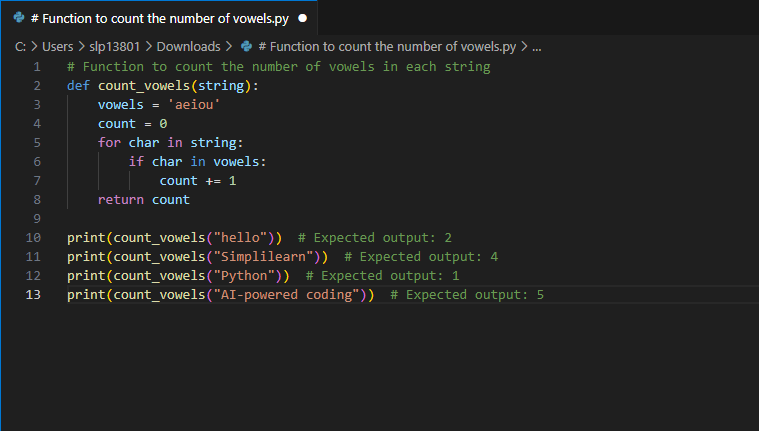 # Function to count the number of vowels.py
C: > Users > slp13801 > Downloads > # Function to count the number of vowels.py > ...
1 # Function to count the number of vowels in each string
2 def count_vowels(string):
3     vowels = 'aeiou'
4     count = 0
5     for char in string:
6         if char in vowels:
7             count += 1
8     return count
9
10 print(count_vowels("hello"))  # Expected output: 2
11 print(count_vowels("Simplilearn"))  # Expected output: 4
12 print(count_vowels("Python"))  # Expected output: 1
13 print(count_vowels("AI-powered coding"))  # Expected output: 5